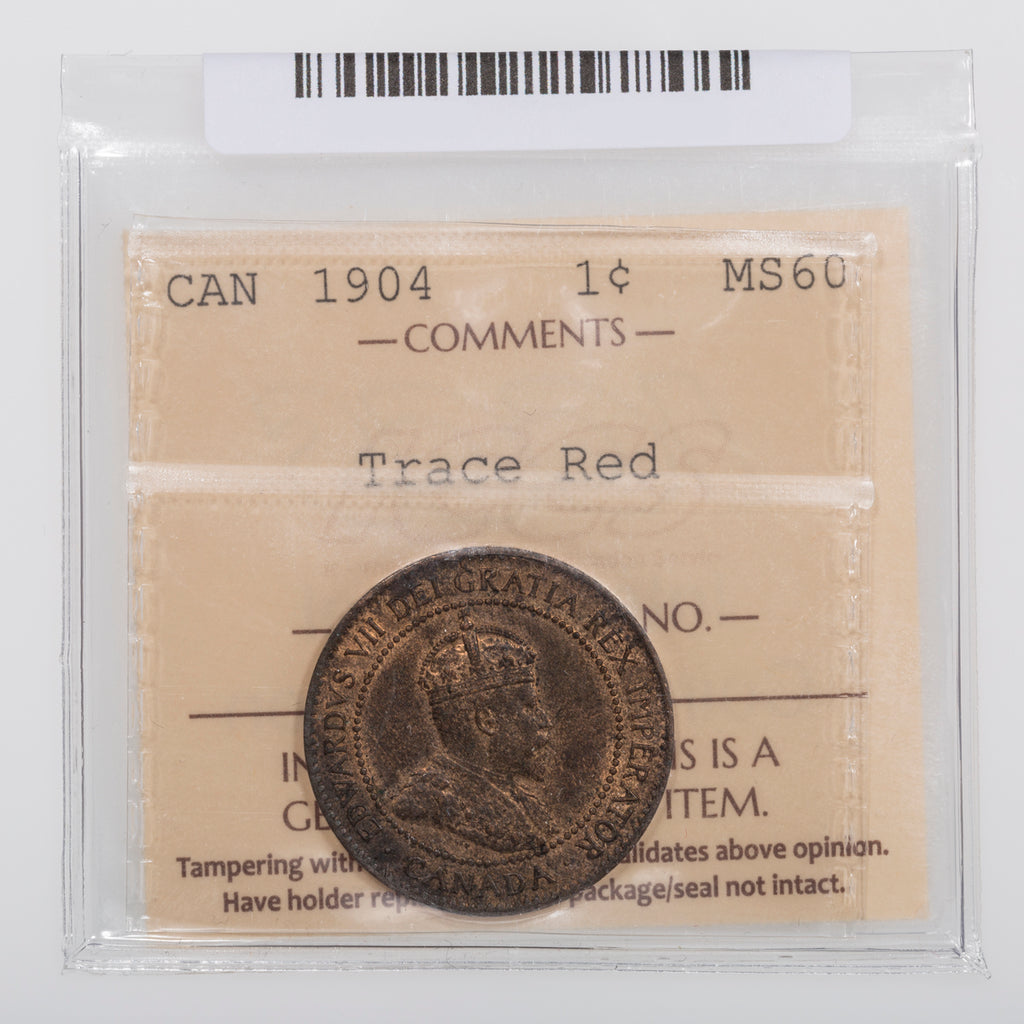 CAN 1904 1¢ MS60
— COMMENTS —
Trace Red
EDWARDVS VII DEI GRATIA REX IMPERATOR
CANADA
NO. —
IN IS IS A
GE ITEM.
Tampering with lidates above opinion.
Have holder rep package/seal not intact.